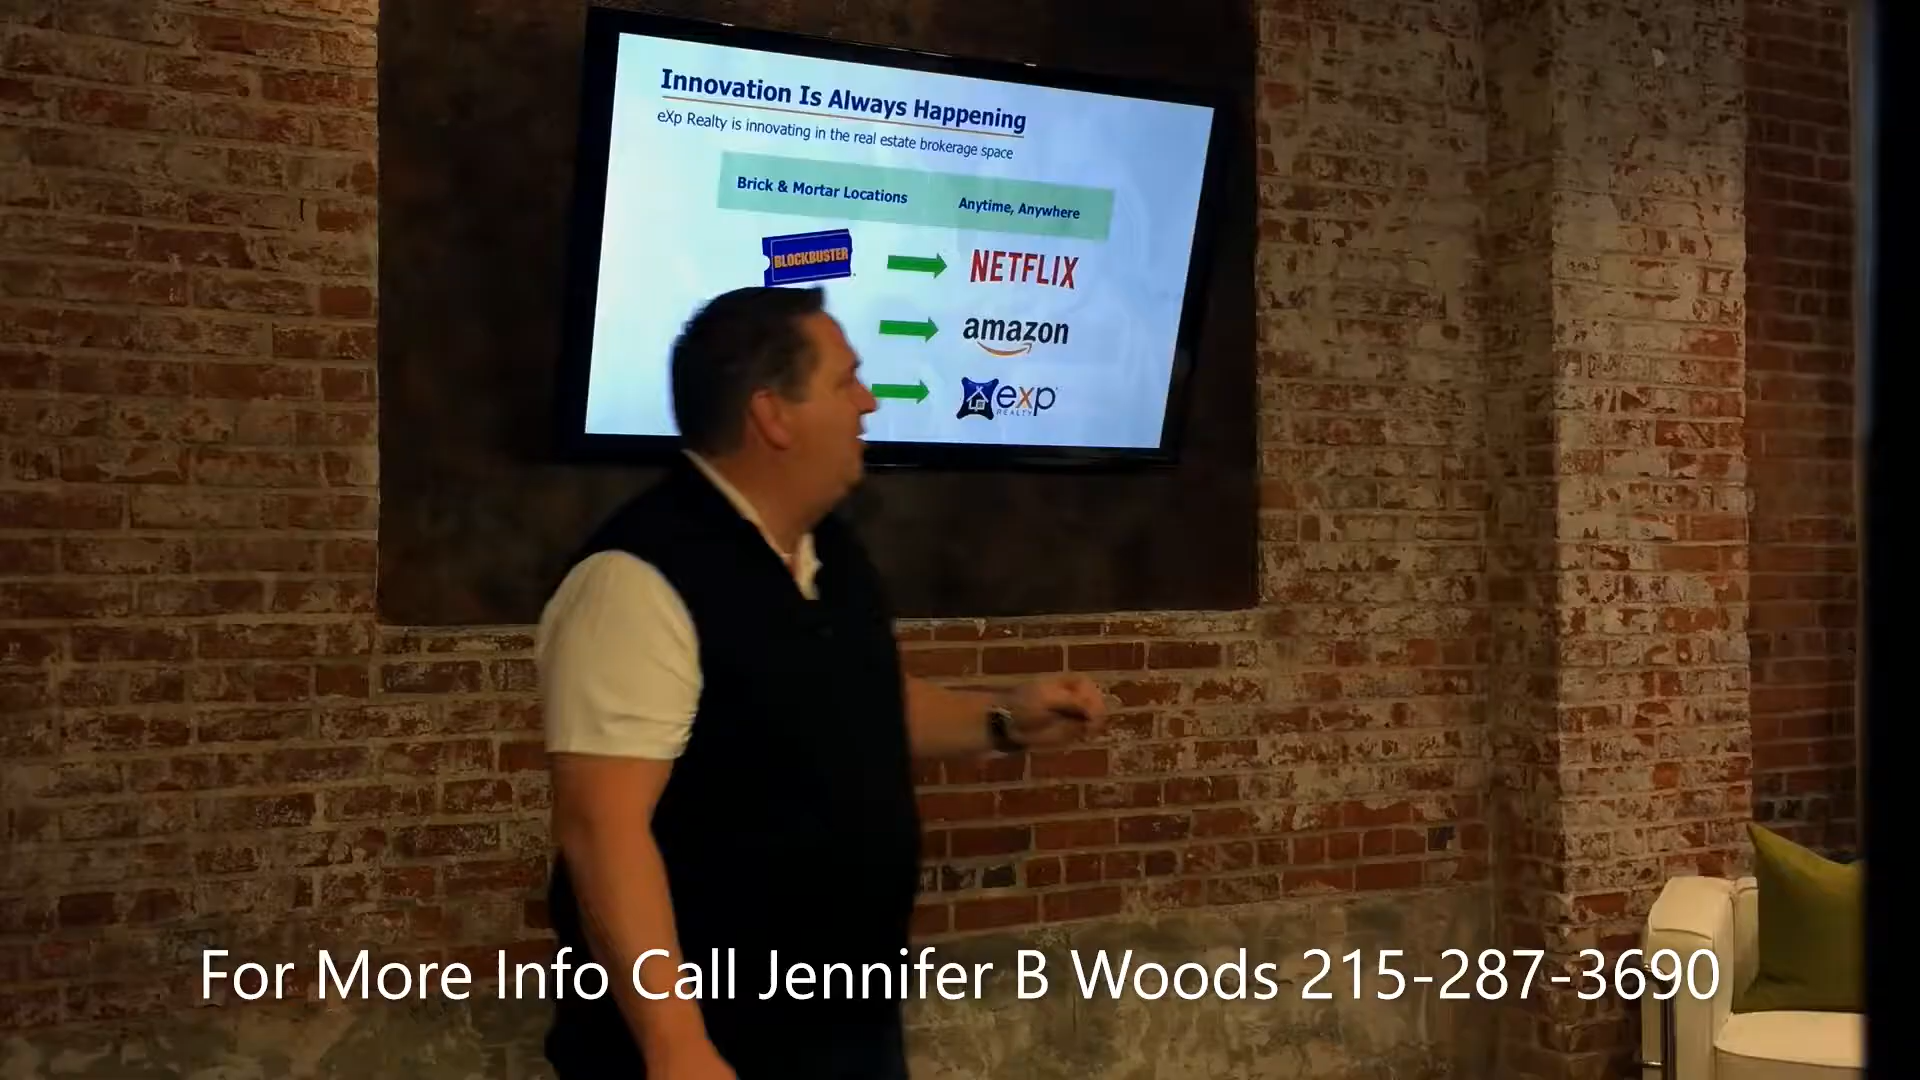 Innovation Is Always Happening
eXp Realty is innovating in the real estate brokerage space
Brick & Mortar Locations Anytime, Anywhere
BLOCKBUSTER NETFLIX
amazon
exp
REALTY
For More Info Call Jennifer B Woods 215-287-3690